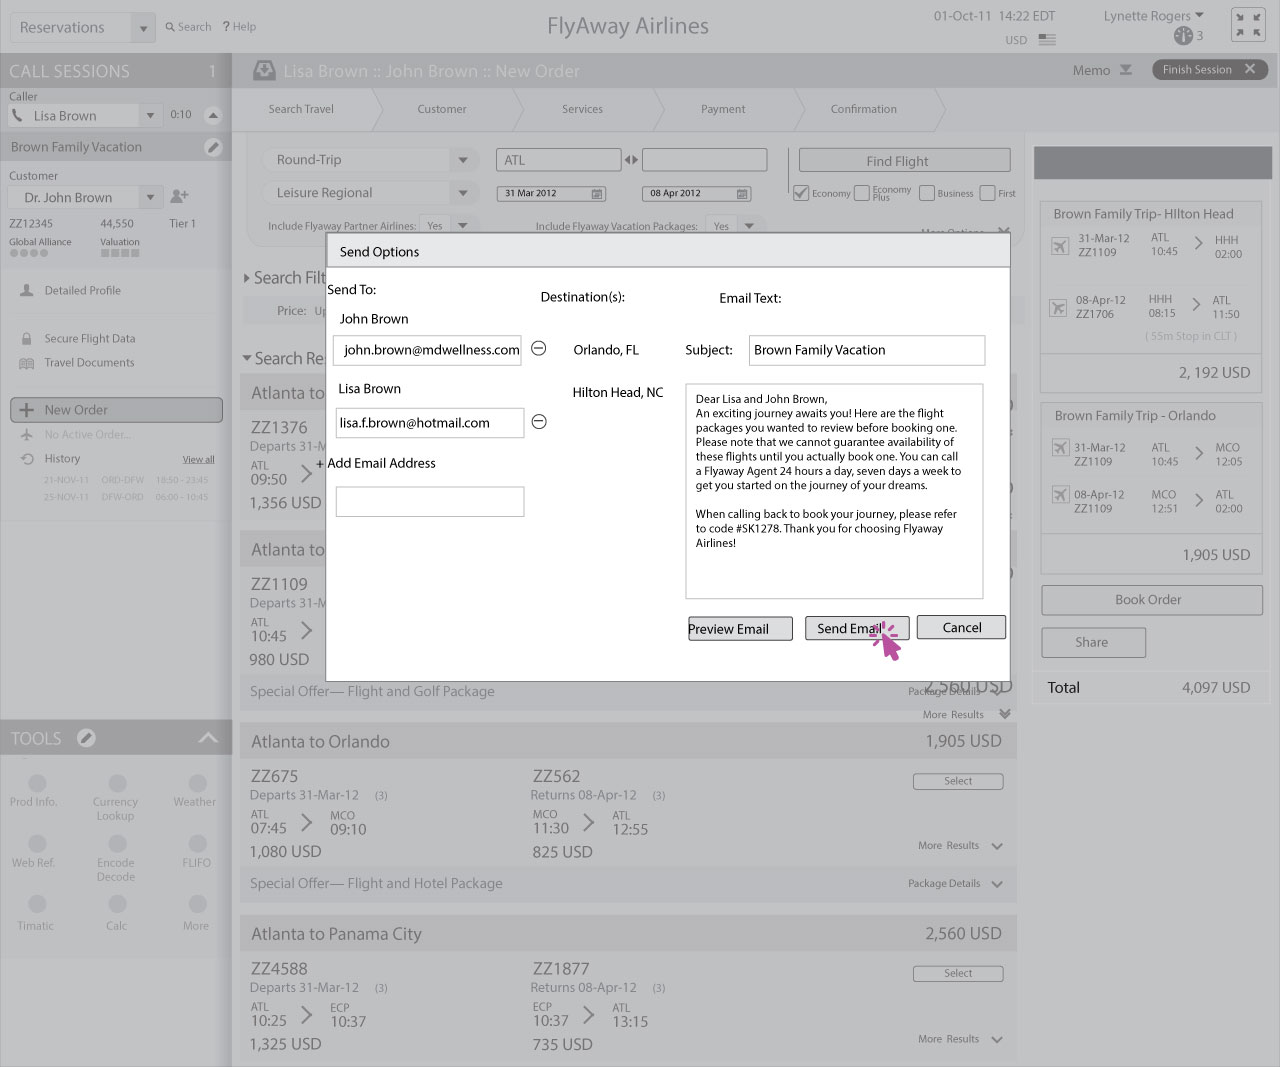 Reservations
Search
? Help
FlyAway Airlines
01-Oct-11 14:22 EDT
USD
Lynette Rogers
3
CALL SESSIONS 1
Caller
Lisa Brown
0:10
Brown Family Vacation
Customer
Dr. John Brown
ZZ12345 44,550 Tier 1
Global Alliance Valuation
Detailed Profile
Secure Flight Data
Travel Documents
New Order
No Active Order...
History View all
21-NOV-11 ORD-DFW 18:50 - 23:45
25-NOV-11 DFW-ORD 06:00 - 10:45
TOOLS
Prod Info. Currency Lookup Weather
Web Ref. Encode Decode FLIFO
Timatic Calc More
Lisa Brown :: John Brown :: New Order
Memo
Finish Session X
Search Travel Customer Services Payment Confirmation
Round-Trip
ATL
Find Flight
Leisure Regional
31 Mar 2012
08 Apr 2012
Economy Economy Plus Business First
Include Flyaway Partner Airlines: Yes
Include Flyaway Vacation Packages: Yes
More Options
Search Filt
Price: Up
Search Re
Atlanta to
ZZ1376
Departs 31-M
ATL
09:50
1,356 USD
Atlanta to
ZZ1109
Departs 31-M
ATL
10:45
980 USD
Special Offer— Flight and Golf Package
2,560 USD
Package Details
More Results
Send Options
Send To:
Destination(s):
Email Text:
John Brown
john.brown@mdwellness.com
Orlando, FL
Subject: Brown Family Vacation
Lisa Brown
Hilton Head, NC
lisa.f.brown@hotmail.com
+ Add Email Address
Dear Lisa and John Brown,
An exciting journey awaits you! Here are the flight
packages you wanted to review before booking one.
Please note that we cannot guarantee availability of
these flights until you actually book one. You can call
a Flyaway Agent 24 hours a day, seven days a week to
get you started on the journey of your dreams.
When calling back to book your journey, please refer
to code #SK1278. Thank you for choosing Flyaway
Airlines!
Preview Email
Send Email
Cancel
Atlanta to Orlando 1,905 USD
ZZ675 ZZ562
Select
Departs 31-Mar-12 (3) Returns 08-Apr-12 (3)
ATL MCO MCO ATL
07:45 09:10 11:30 12:55
1,080 USD 825 USD
More Results
Special Offer— Flight and Hotel Package
Package Details
Atlanta to Panama City 2,560 USD
ZZ4588 ZZ1877
Select
Departs 31-Mar-12 (3) Returns 08-Apr-12 (3)
ATL ECP ECP ATL
10:25 10:37 10:37 13:15
1,325 USD 735 USD
More Results
Brown Family Trip- HIlton Head
31-Mar-12 ATL HHH
ZZ1109 10:45 02:00
08-Apr-12 HHH ATL
ZZ1706 08:15 11:50
( 55m Stop in CLT )
2, 192 USD
Brown Family Trip - Orlando
31-Mar-12 ATL MCO
ZZ1109 10:45 12:05
08-Apr-12 MCO ATL
ZZ1109 12:51 02:00
1,905 USD
Book Order
Share
Total 4,097 USD